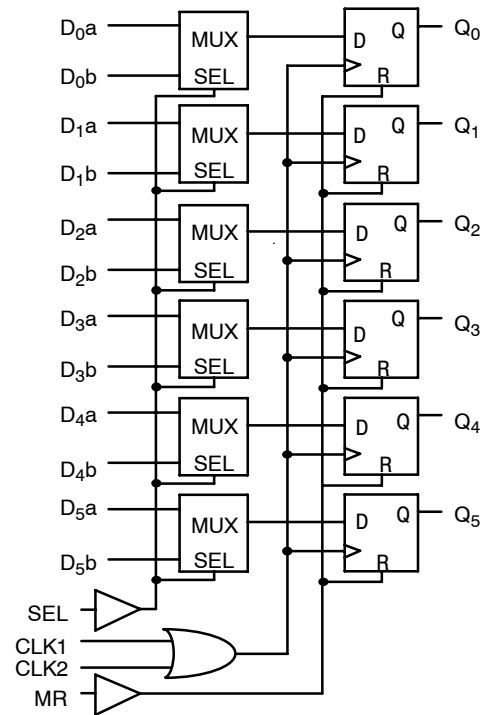 D0a MUX D Q Q0
D0b SEL R
D1a MUX D Q Q1
D1b SEL R
D2a MUX D Q Q2
D2b SEL R
D3a MUX D Q Q3
D3b SEL R
D4a MUX D Q Q4
D4b SEL R
D5a MUX D Q Q5
D5b SEL R
SEL
CLK1
CLK2
MR